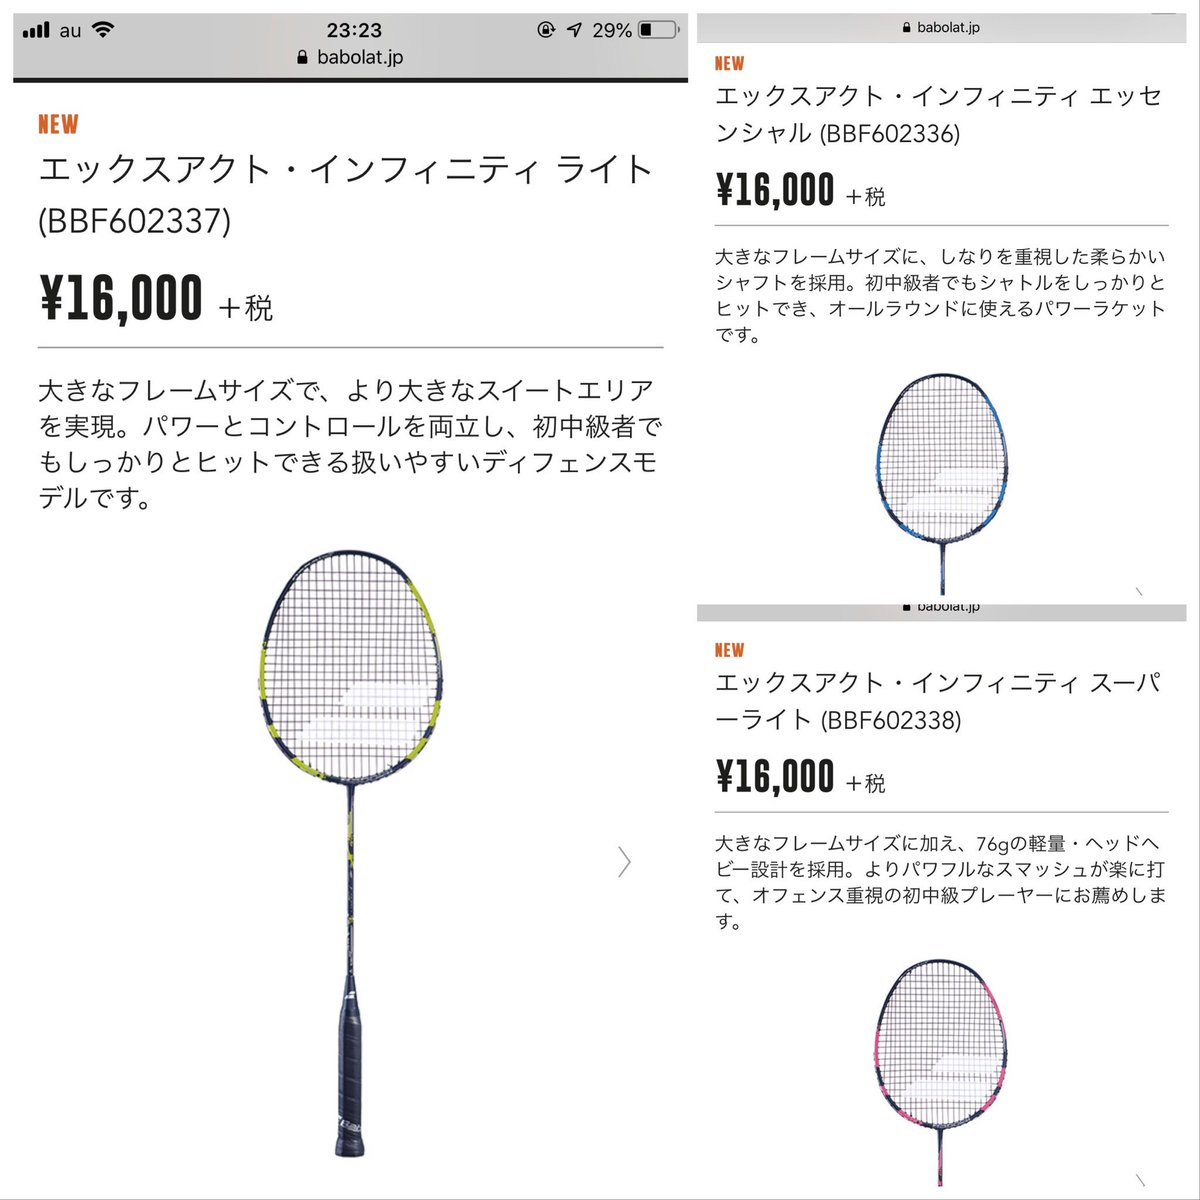 au
23:23
29%
babolat.jp
NEW
エックスアクト・インフィニティ ライト
(BBF602337)
¥16,000 +税
大きなフレームサイズで、より大きなスイートエリア
を実現。パワーとコントロールを両立し、初中級者で
もしっかりとヒットできる扱いやすいディフェンスモ
デルです。
babolat.jp
NEW
エックスアクト・インフィニティ エッセ
ンシャル (BBF602336)
¥16,000 +税
大きなフレームサイズに、しなりを重視した柔らかい
シャフトを採用。初中級者でもシャトルをしっかりと
ヒットでき、オールラウンドに使えるパワーラケット
です。
babolat.jp
NEW
エックスアクト・インフィニティ スーパ
ーライト (BBF602338)
¥16,000 +税
大きなフレームサイズに加え、76gの軽量・ヘッドヘ
ビー設計を採用。よりパワフルなスマッシュが楽に打
て、オフェンス重視の初中級プレーヤーにお薦めしま
す。